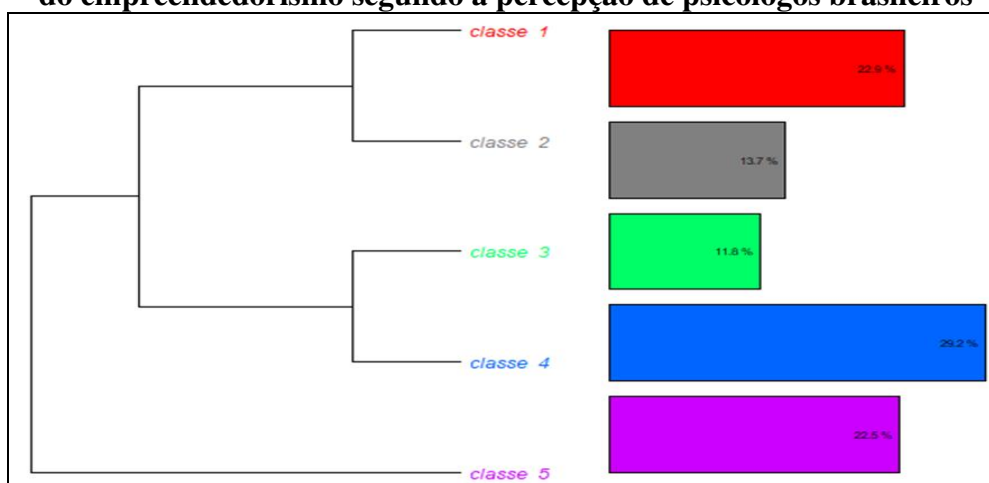 do empreendedorismo segundo a percepção de psicólogos brasileiros
classe 1
22.9 %
classe 2
13.7 %
classe 3
11.8 %
classe 4
29.2 %
22.5 %
classe 5